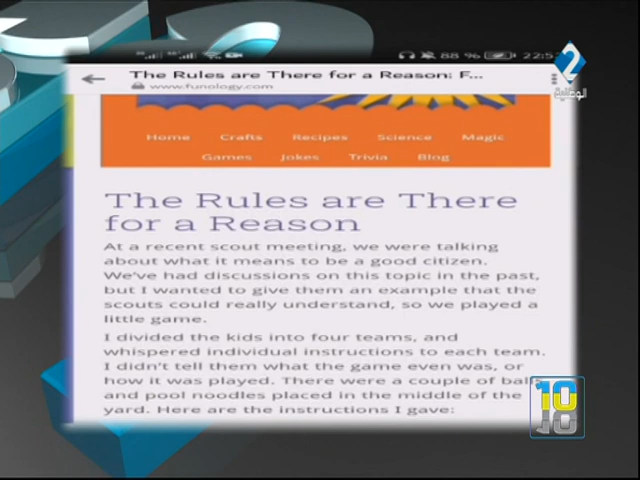 88 %
22:52
The Rules are There for a Reason: F...
www.funology.com
2
الوطنية
Home Crafts Recipes Science Magic
Games Jokes Trivia Blog
The Rules are There
for a Reason
At a recent scout meeting, we were talking
about what it means to be a good citizen.
We've had discussions on this topic in the past,
but I wanted to give them an example that the
scouts could really understand, so we played a
little game.
I divided the kids into four teams, and
whispered individual instructions to each team.
I didn't tell them what the game even was, or
how it was played. There were a couple of balls
and pool noodles placed in the middle of the
yard. Here are the instructions I gave:
10
10